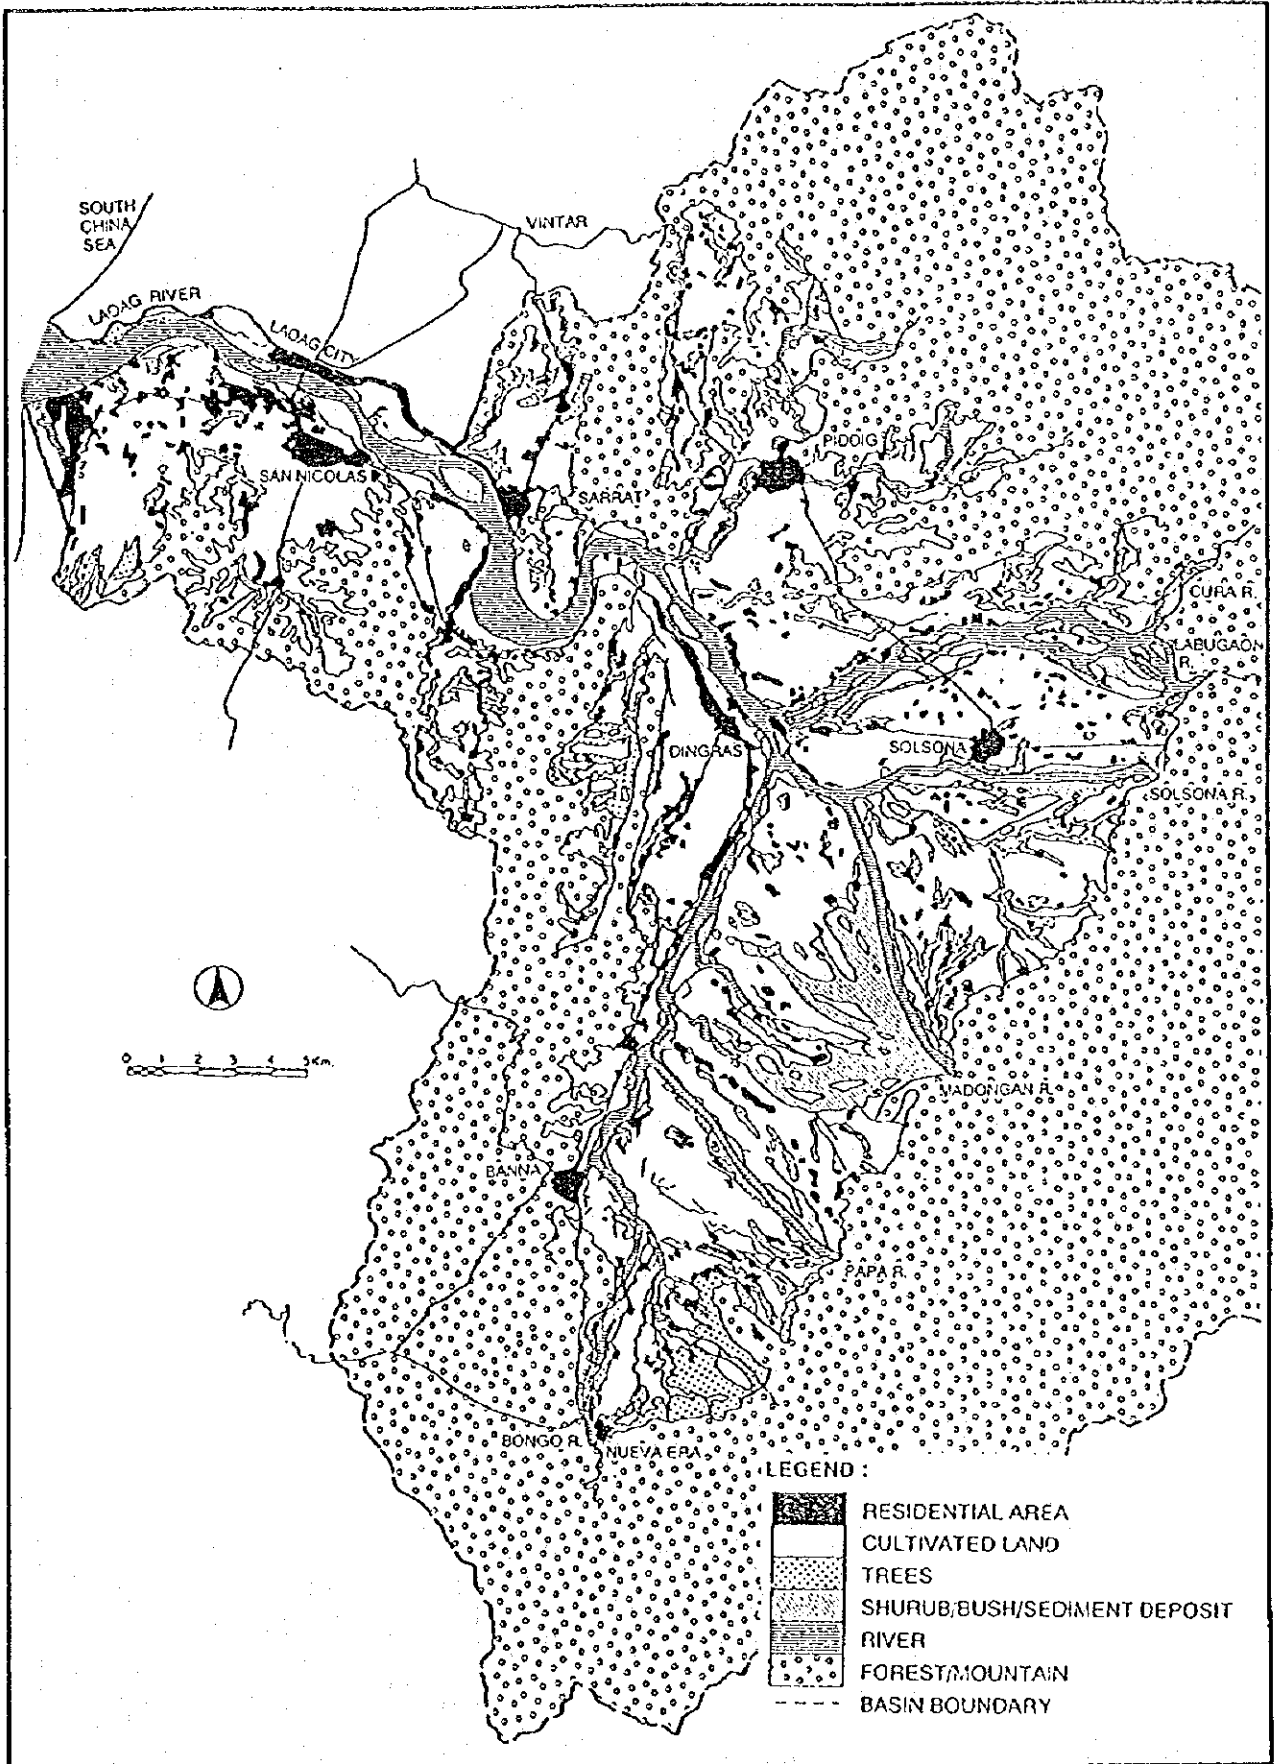 SOUTH
CHINA
SEA
VINTAR
LAOAG RIVER
LAOAG CITY
PIDDIG
SAN NICOLAS
SARRAT
CURA R.
LABUGAON
R.
DINGRAS
SOLSONA
SOLSONA R.
0 1 2 3 4 5 Km.
MADONGAN R.
BANNA
PAPA R.
BONGO R.
NUEVA ERA
LEGEND :
RESIDENTIAL AREA
CULTIVATED LAND
TREES
SHURUB/BUSH/SEDIMENT DEPOSIT
RIVER
FOREST/MOUNTAIN
BASIN BOUNDARY